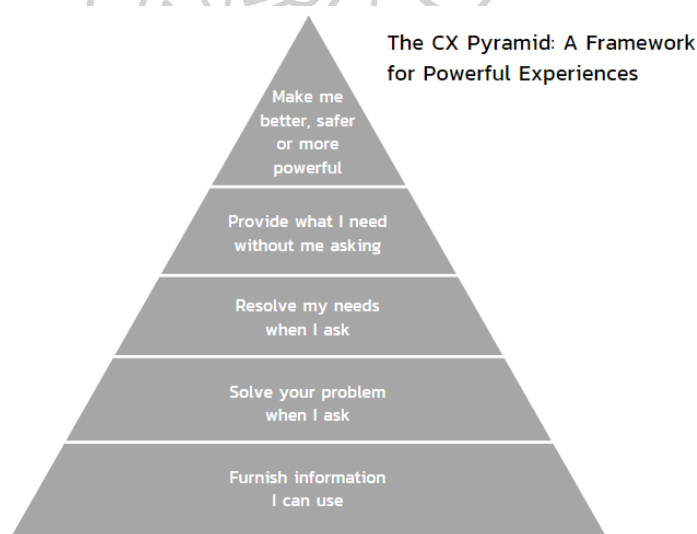 The CX Pyramid: A Framework
for Powerful Experiences
Make me
better, safer
or more
powerful
Provide what I need
without me asking
Resolve my needs
when I ask
Solve your problem
when I ask
Furnish information
I can use